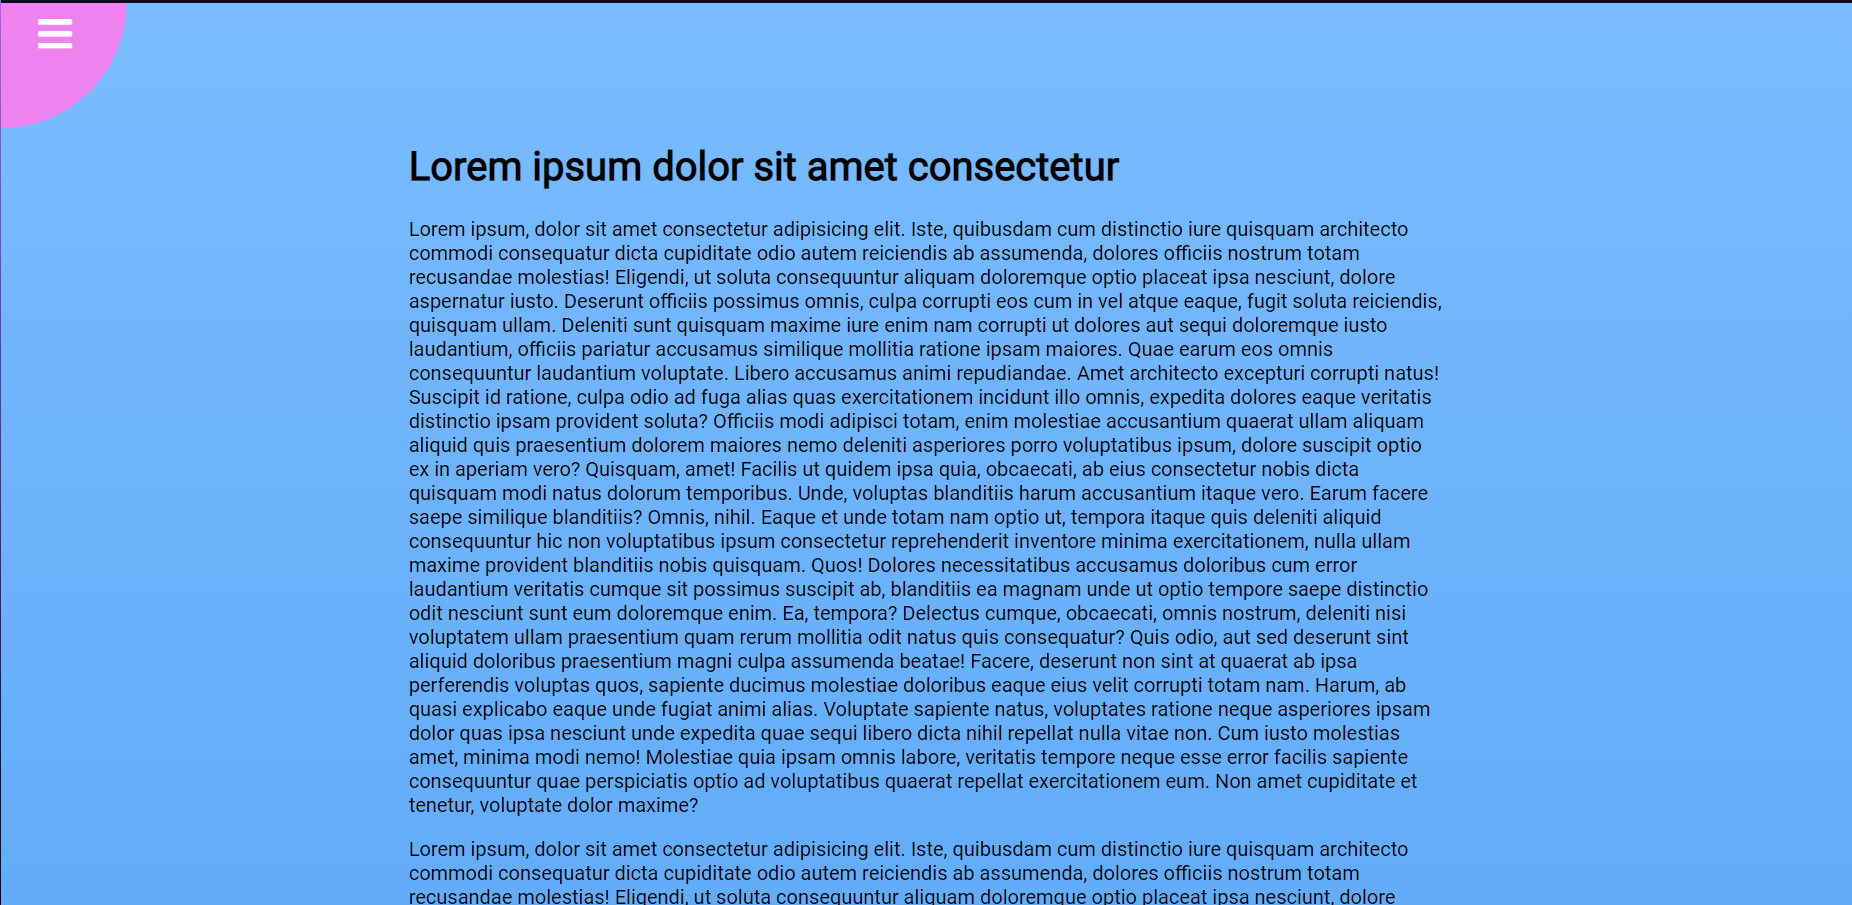 Lorem ipsum dolor sit amet consectetur
Lorem ipsum, dolor sit amet consectetur adipisicing elit. Iste, quibusdam cum distinctio iure quisquam architecto
commodi consequatur dicta cupiditate odio autem reiciendis ab assumenda, dolores officiis nostrum totam
recusandae molestias! Eligendi, ut soluta consequuntur aliquam doloremque optio placeat ipsa nesciunt, dolore
aspernatur iusto. Deserunt officiis possimus omnis, culpa corrupti eos cum in vel atque eaque, fugit soluta reiciendis,
quisquam ullam. Deleniti sunt quisquam maxime iure enim nam corrupti ut dolores aut sequi doloremque iusto
laudantium, officiis pariatur accusamus similique mollitia ratione ipsam maiores. Quae earum eos omnis
consequuntur laudantium voluptate. Libero accusamus animi repudiandae. Amet architecto excepturi corrupti natus!
Suscipit id ratione, culpa odio ad fuga alias quas exercitationem incidunt illo omnis, expedita dolores eaque veritatis
distinctio ipsam provident soluta? Officiis modi adipisci totam, enim molestiae accusantium quaerat ullam aliquam
aliquid quis praesentium dolorem maiores nemo deleniti asperiores porro voluptatibus ipsum, dolore suscipit optio
ex in aperiam vero? Quisquam, amet! Facilis ut quidem ipsa quia, obcaecati, ab eius consectetur nobis dicta
quisquam modi natus dolorum temporibus. Unde, voluptas blanditiis harum accusantium itaque vero. Earum facere
saepe similique blanditiis? Omnis, nihil. Eaque et unde totam nam optio ut, tempora itaque quis deleniti aliquid
consequuntur hic non voluptatibus ipsum consectetur reprehenderit inventore minima exercitationem, nulla ullam
maxime provident blanditiis nobis quisquam. Quos! Dolores necessitatibus accusamus doloribus cum error
laudantium veritatis cumque sit possimus suscipit ab, blanditiis ea magnam unde ut optio tempore saepe distinctio
odit nesciunt sunt eum doloremque enim. Ea, tempora? Delectus cumque, obcaecati, omnis nostrum, deleniti nisi
voluptatem ullam praesentium quam rerum mollitia odit natus quis consequatur? Quis odio, aut sed deserunt sint
aliquid doloribus praesentium magni culpa assumenda beatae! Facere, deserunt non sint at quaerat ab ipsa
perferendis voluptas quos, sapiente ducimus molestiae doloribus eaque eius velit corrupti totam nam. Harum, ab
quasi explicabo eaque unde fugiat animi alias. Voluptate sapiente natus, voluptates ratione neque asperiores ipsam
dolor quas ipsa nesciunt unde expedita quae sequi libero dicta nihil repellat nulla vitae non. Cum iusto molestias
amet, minima modi nemo! Molestiae quia ipsam omnis labore, veritatis tempore neque esse error facilis sapiente
consequuntur quae perspiciatis optio ad voluptatibus quaerat repellat exercitationem eum. Non amet cupiditate et
tenetur, voluptate dolor maxime?
Lorem ipsum, dolor sit amet consectetur adipisicing elit. Iste, quibusdam cum distinctio iure quisquam architecto
commodi consequatur dicta cupiditate odio autem reiciendis ab assumenda, dolores officiis nostrum totam
recusandae molestias! Eligendi, ut soluta consequuntur aliquam doloremque optio placeat ipsa nesciunt, dolore